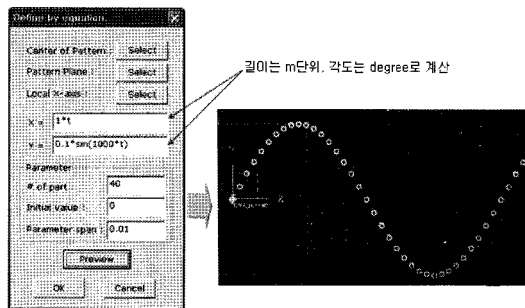 Define by equation
Center of Pattern : Select
Pattern Plane : Select
Local X-axis : Select
길이는 m단위, 각도는 degree로 계산
X = 1*t
Y = 0.1*sin(1000*t)
Parameter
# of part 40
Initial value : 0
Parameter span : 0.01
Preview
OK Cancel